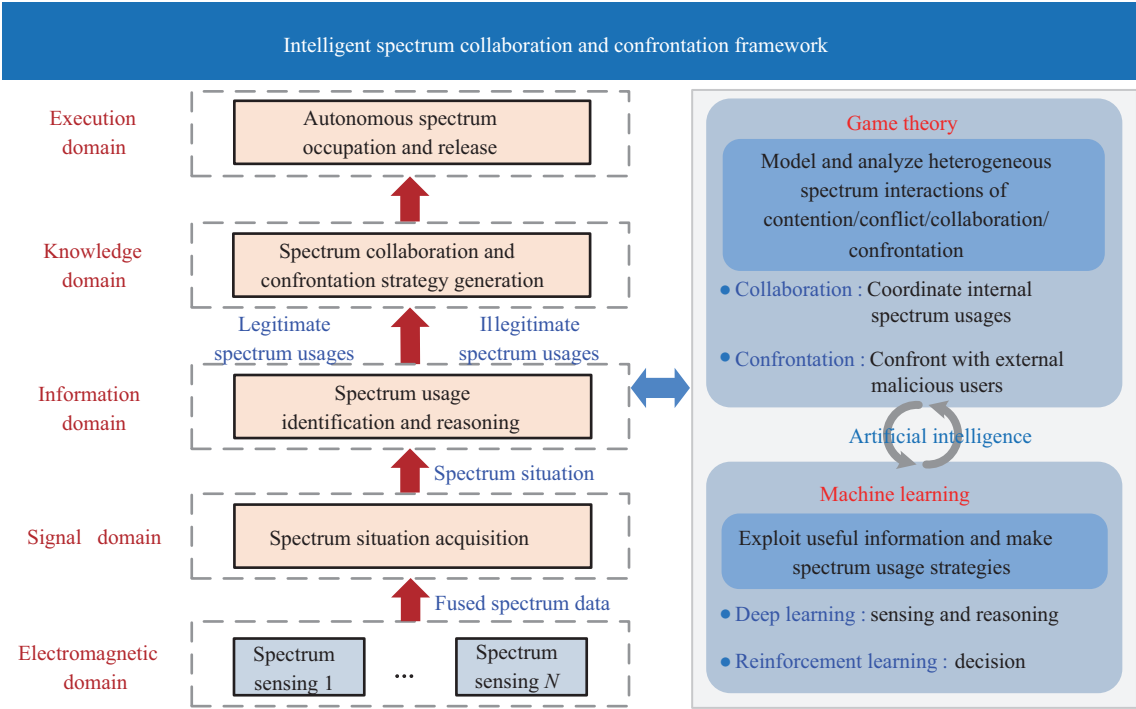 Intelligent spectrum collaboration and confrontation framework
Execution
domain
Autonomous spectrum
occupation and release
Knowledge
domain
Spectrum collaboration and
confrontation strategy generation
Legitimate
spectrum usages
Illegitimate
spectrum usages
Information
domain
Spectrum usage
identification and reasoning
Spectrum situation
Signal domain
Spectrum situation acquisition
Fused spectrum data
Electromagnetic
domain
Spectrum
sensing 1
...
Spectrum
sensing N
Game theory
Model and analyze heterogeneous
spectrum interactions of
contention/conflict/collaboration/
confrontation
• Collaboration : Coordinate internal
spectrum usages
• Confrontation : Confront with external
malicious users
Artificial intelligence
Machine learning
Exploit useful information and make
spectrum usage strategies
• Deep learning : sensing and reasoning
• Reinforcement learning : decision